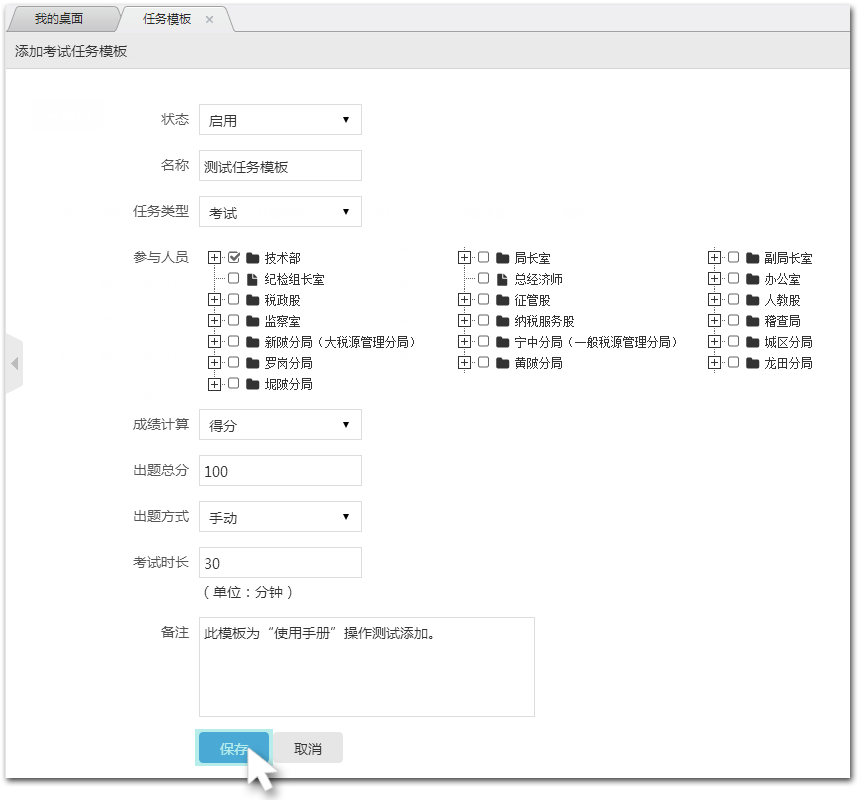 我的桌面 任务模板 ×
添加考试任务模板
状态 启用
名称 测试任务模板
任务类型 考试
参与人员 技术部 局长室 副局长室
纪检组长室 总经济师 办公室
税政股 征管股 人教股
监察室 纳税服务股 稽查局
新陂分局（大税源管理分局） 宁中分局（一般税源管理分局） 城区分局
罗岗分局 黄陂分局 龙田分局
坭陂分局
成绩计算 得分
出题总分 100
出题方式 手动
考试时长 30
（单位：分钟）
备注 此模板为“使用手册”操作测试添加。
保存 取消